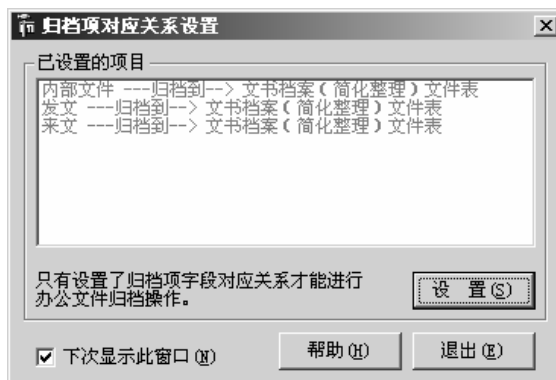 归档项对应关系设置
已设置的项目
内部文件 ---归档到--> 文书档案(简化整理)文件表
发文 ---归档到--> 文书档案(简化整理)文件表
来文 ---归档到--> 文书档案(简化整理)文件表
只有设置了归档项字段对应关系才能进行
办公文件归档操作。
设 置(S)
下次显示此窗口(N)
帮助(H)
退出(E)